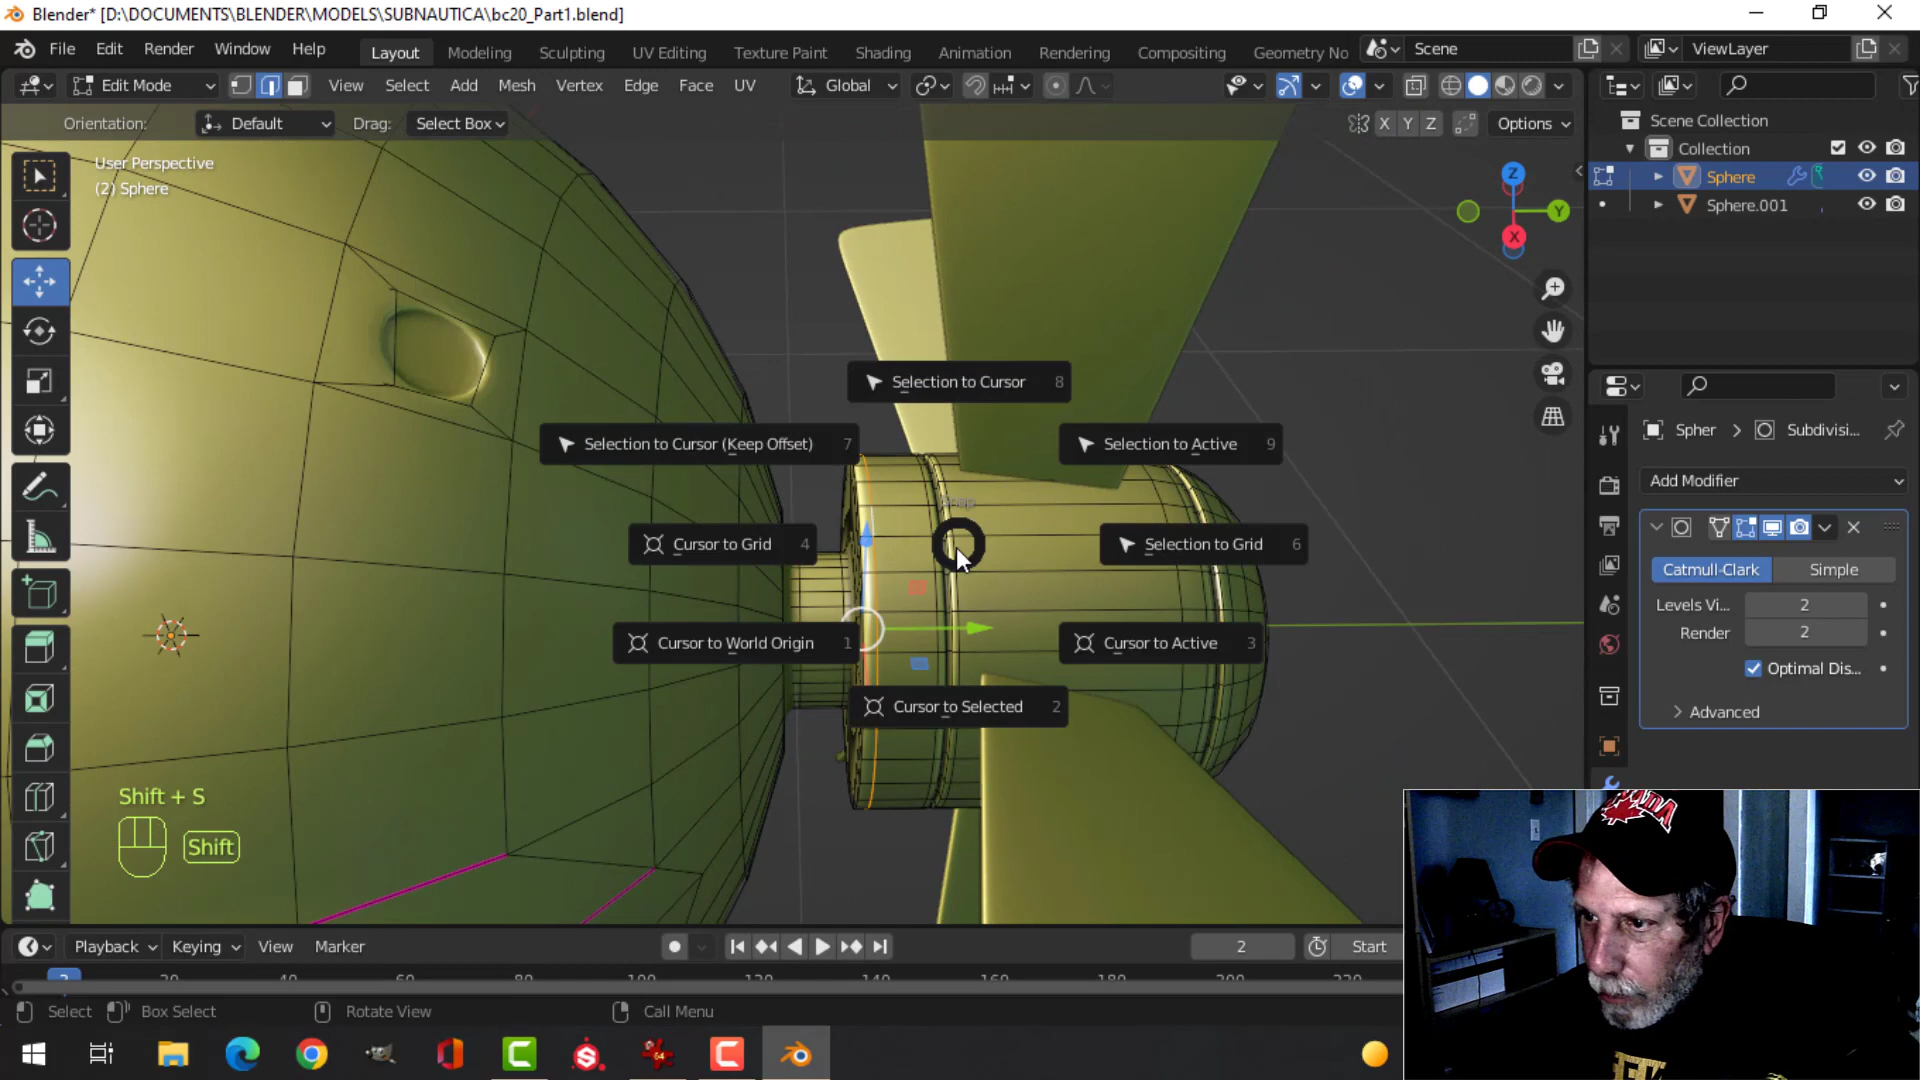 Blender* [D:\DOCUMENTS\BLENDER\MODELS\SUBNAUTICA\bc20_Part1.blend]
File Edit Render Window Help Layout Modeling Sculpting UV Editing Texture Paint Shading Animation Rendering Compositing Geometry No Scene ViewLayer
Edit Mode View Select Add Mesh Vertex Edge Face UV Global
Orientation: Default Drag: Select Box X Y Z Options
Scene Collection
Collection
Sphere
Sphere.001
User Perspective
(2) Sphere
Z
Y
X
Selection to Cursor 8
Selection to Cursor (Keep Offset) 7
Selection to Active 9
Snap
Cursor to Grid 4
Selection to Grid 6
Cursor to World Origin 1
Cursor to Active 3
Cursor to Selected 2
Spher > Subdivisi...
Add Modifier
Catmull-Clark Simple
Levels Vi... 2
Render 2
Optimal Dis...
Advanced
Shift + S
Shift
Playback Keying View Marker 2 Start
Select Box Select Rotate View Call Menu